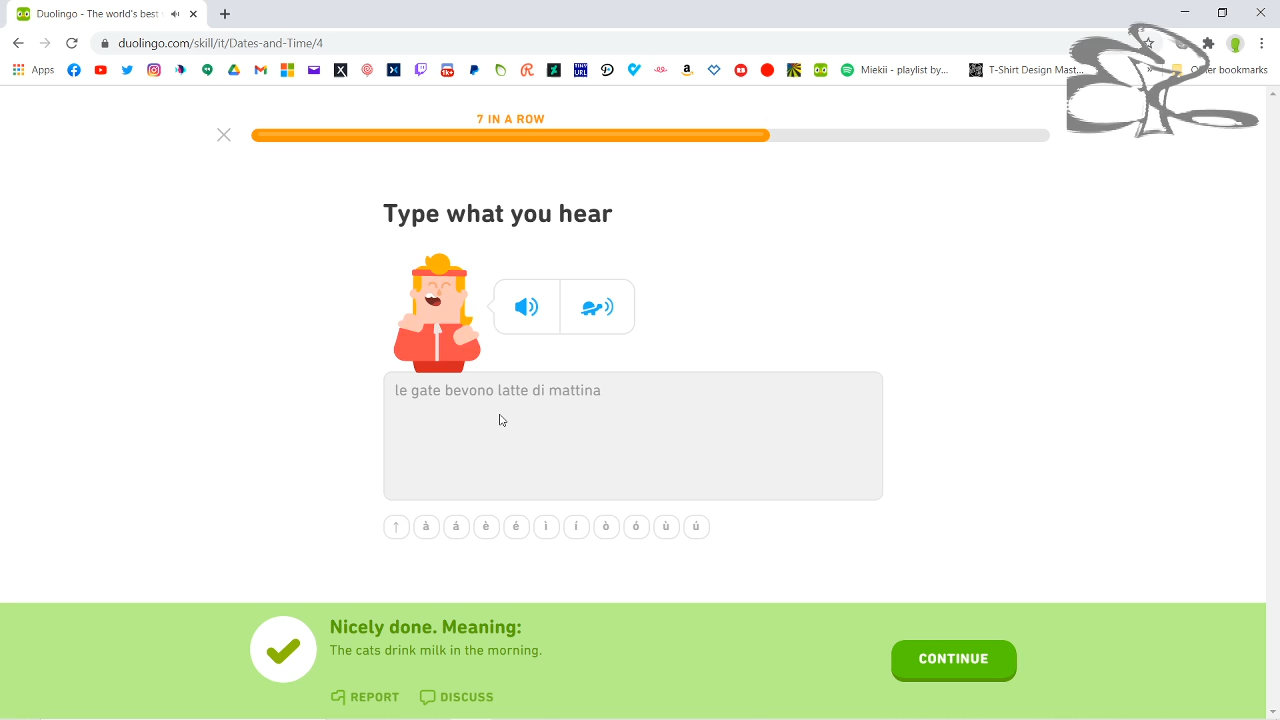 Duolingo - The world's best
duolingo.com/skill/it/Dates-and-Time/4
Apps
Miekii - playlist by...
T-Shirt Design Mast...
»
Other bookmarks
7 IN A ROW
Type what you hear
le gate bevono latte di mattina
↑ à á è é ì í ò ó ù ú
Nicely done. Meaning:
The cats drink milk in the morning.
REPORT DISCUSS
CONTINUE